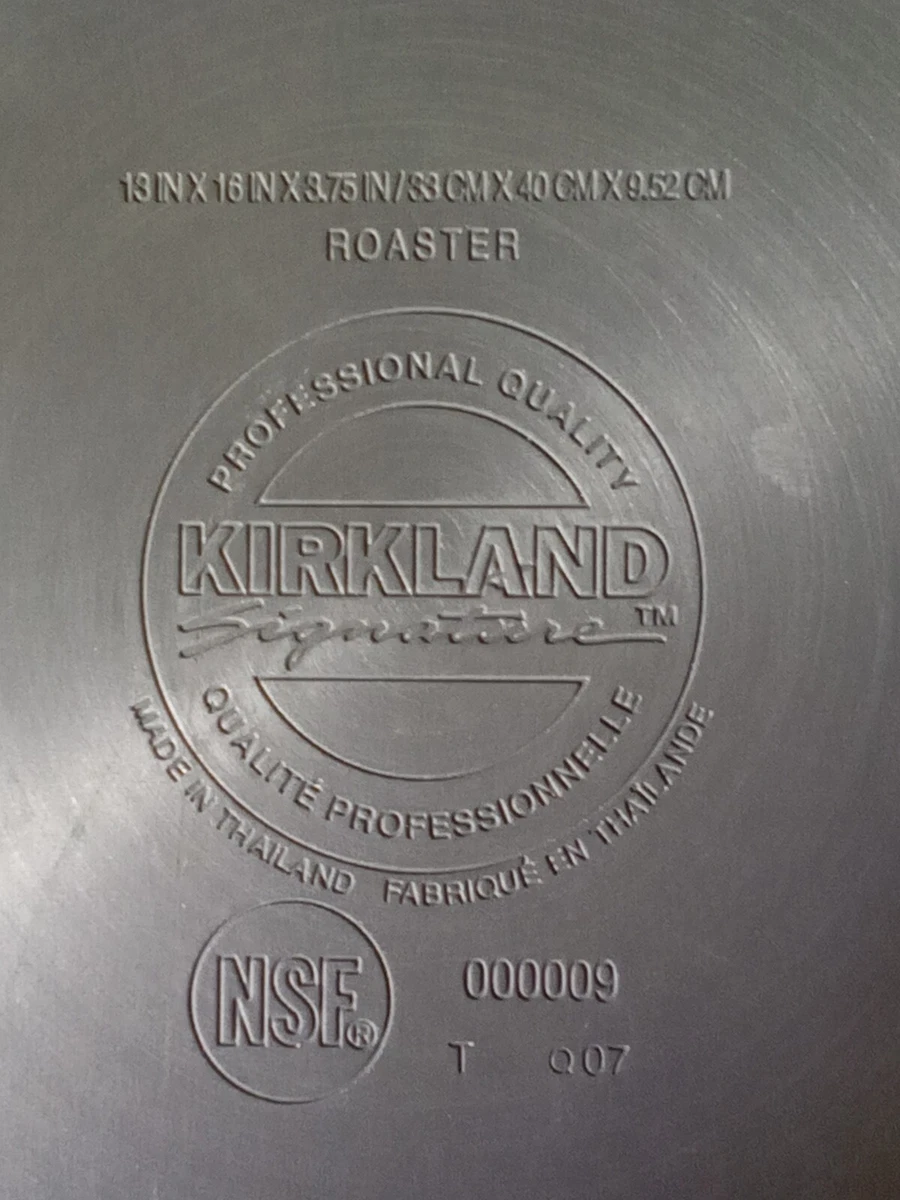 13 IN X 16 IN X 3.75 IN / 33 CM X 40 CM X 9.52 CM
ROASTER
PROFESSIONAL QUALITY
KIRKLAND
Signature™
QUALITÉ PROFESSIONNELLE
MADE IN THAILAND FABRIQUÉ EN THAÏLANDE
NSF® 000009
T Q07